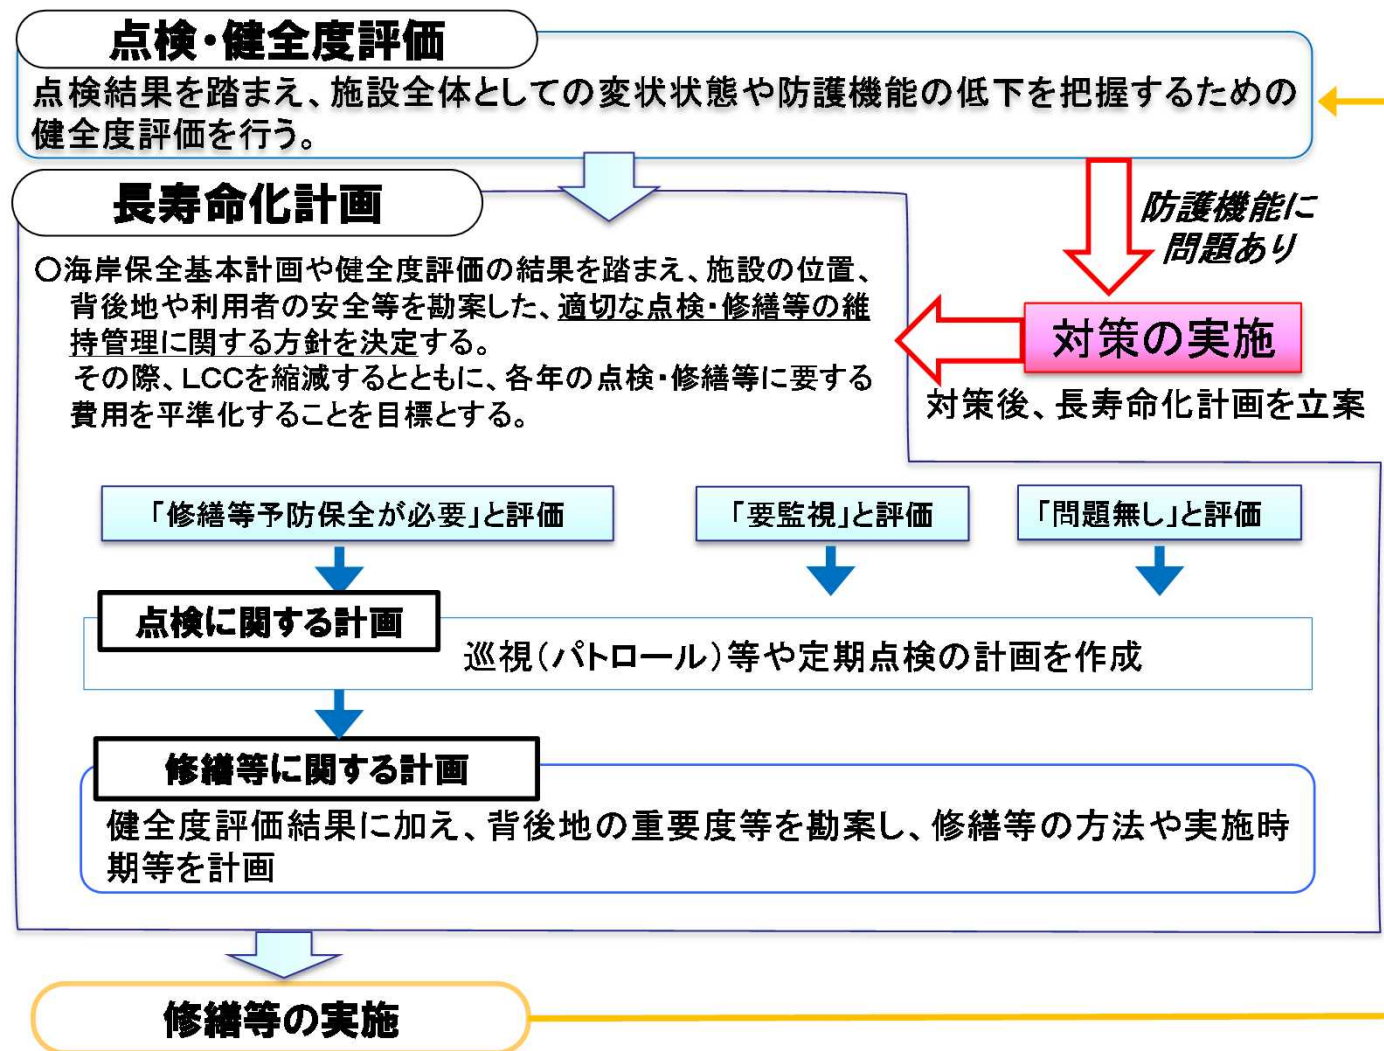 点検・健全度評価
点検結果を踏まえ、施設全体としての変状状態や防護機能の低下を把握するための
健全度評価を行う。
防護機能に
問題あり
対策の実施
対策後、長寿命化計画を立案
長寿命化計画
○海岸保全基本計画や健全度評価の結果を踏まえ、施設の位置、
背後地や利用者の安全等を勘案した、適切な点検・修繕等の維
持管理に関する方針を決定する。
その際、LCCを縮減するとともに、各年の点検・修繕等に要する
費用を平準化することを目標とする。
「修繕等予防保全が必要」と評価
「要監視」と評価
「問題無し」と評価
点検に関する計画
巡視(パトロール)等や定期点検の計画を作成
修繕等に関する計画
健全度評価結果に加え、背後地の重要度等を勘案し、修繕等の方法や実施時
期等を計画
修繕等の実施